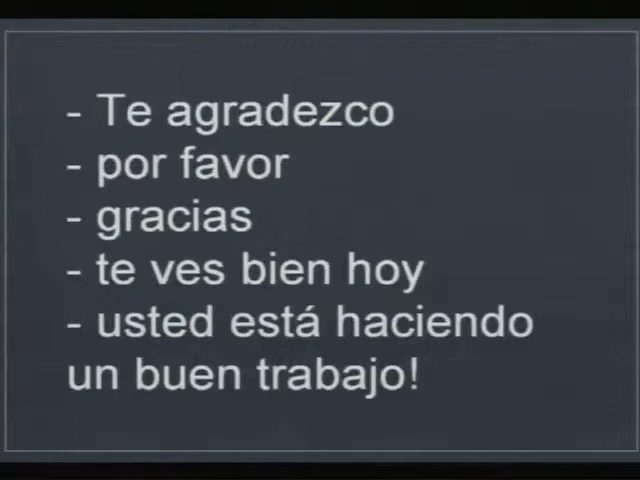 - Te agradezco
- por favor
- gracias
- te ves bien hoy
- usted está haciendo
un buen trabajo!